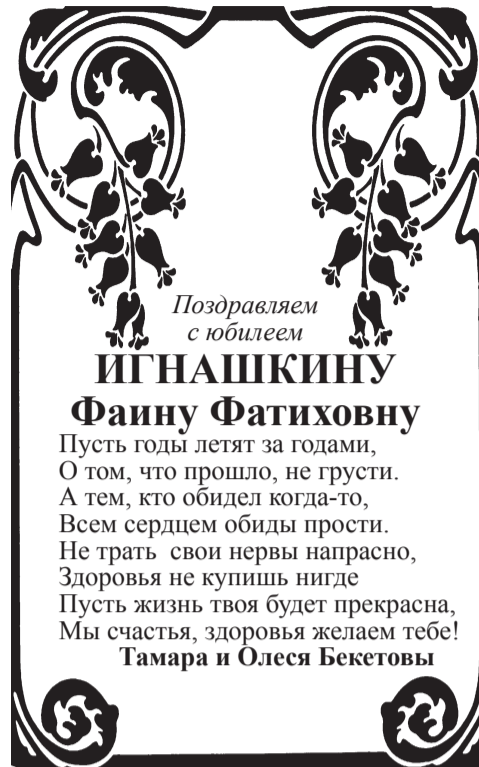 Поздравляем
с юбилеем
ИГНАШКИНУ
Фаину Фатиховну
Пусть годы летят за годами,
О том, что прошло, не грусти.
А тем, кто обидел когда-то,
Всем сердцем обиды прости.
Не трать свои нервы напрасно,
Здоровья не купишь нигде
Пусть жизнь твоя будет прекрасна,
Мы счастья, здоровья желаем тебе!
Тамара и Олеся Бекетовы